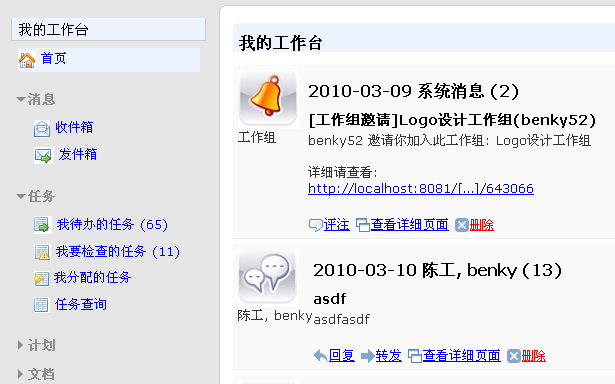 我的工作台
首页
消息
收件箱
发件箱
任务
我待办的任务 (65)
我要检查的任务 (11)
我分配的任务
任务查询
计划
文档
我的工作台
工作组
2010-03-09 系统消息 (2)
[工作组邀请]Logo设计工作组(benky52)
benky52 邀请你加入此工作组: Logo设计工作组
详细请查看:
http://localhost:8081/[...]/643066
评注 查看详细页面 删除
陈工, benky
2010-03-10 陈工, benky (13)
asdf
asdfasdf
回复 转发 查看详细页面 删除